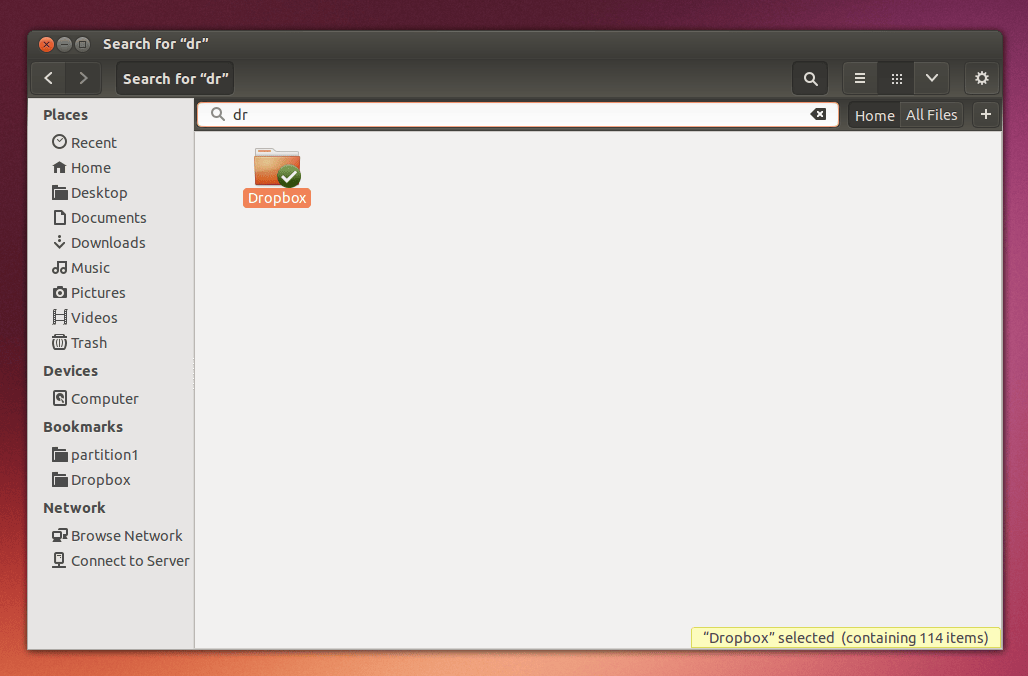 Search for “dr”
Search for “dr”
Places
Recent
Home
Desktop
Documents
Downloads
Music
Pictures
Videos
Trash
Devices
Computer
Bookmarks
partition1
Dropbox
Network
Browse Network
Connect to Server
dr
Home All Files +
Dropbox
“Dropbox” selected (containing 114 items)